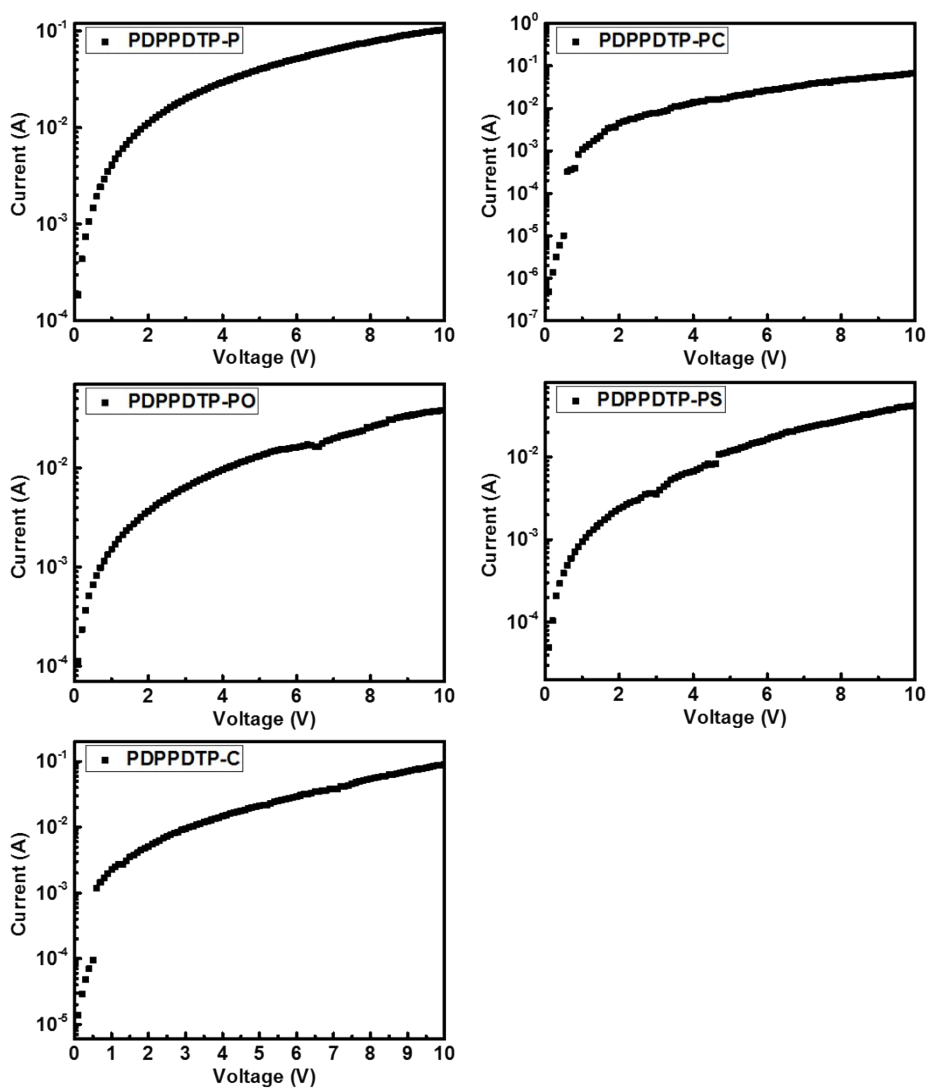 PDPPDTP-P
Current (A)
10⁻¹
10⁻²
10⁻³
10⁻⁴
0 2 4 6 8 10
Voltage (V)
PDPPDTP-PC
Current (A)
10⁰
10⁻¹
10⁻²
10⁻³
10⁻⁴
10⁻⁵
10⁻⁶
10⁻⁷
0 2 4 6 8 10
Voltage (V)
PDPPDTP-PO
Current (A)
10⁻²
10⁻³
10⁻⁴
0 2 4 6 8 10
Voltage (V)
PDPPDTP-PS
Current (A)
10⁻²
10⁻³
10⁻⁴
0 2 4 6 8 10
Voltage (V)
PDPPDTP-C
Current (A)
10⁻¹
10⁻²
10⁻³
10⁻⁴
10⁻⁵
0 1 2 3 4 5 6 7 8 9 10
Voltage (V)